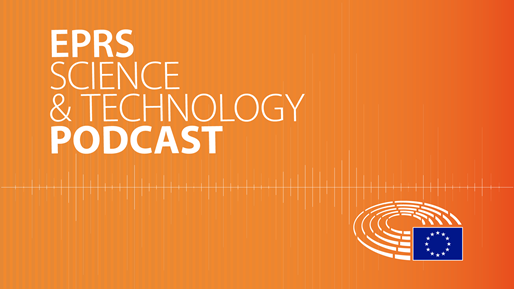 EPRS
SCIENCE
& TECHNOLOGY
PODCAST